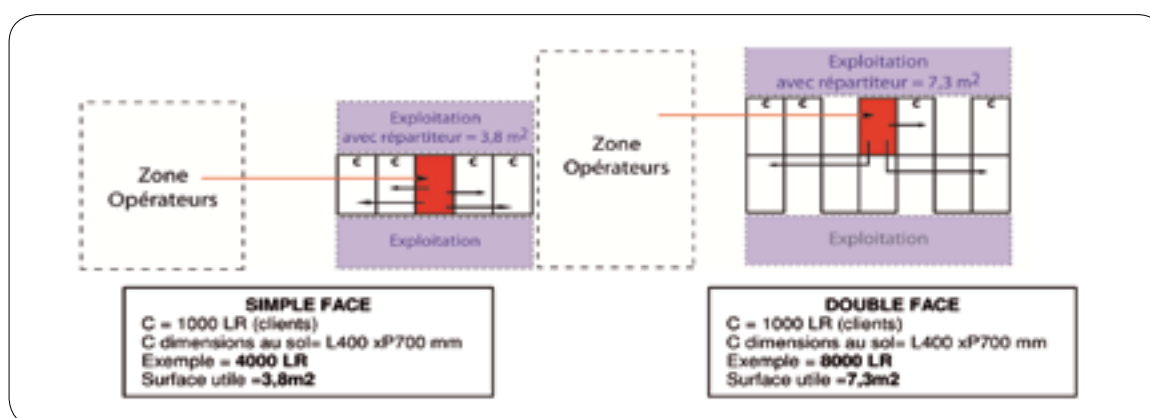 Zone
Opérateurs
Exploitation
avec répartiteur = 3,8 m2
C
C
C
C
Exploitation
Zone
Opérateurs
Exploitation
avec répartiteur = 7,3 m2
C
C
C
C
Exploitation
SIMPLE FACE
C = 1000 LR (clients)
C dimensions au sol= L400 xP700 mm
Exemple = 4000 LR
Surface utile =3,8m2
DOUBLE FACE
C = 1000 LR (clients)
C dimensions au sol= L400 xP700 mm
Exemple = 8000 LR
Surface utile =7,3m2